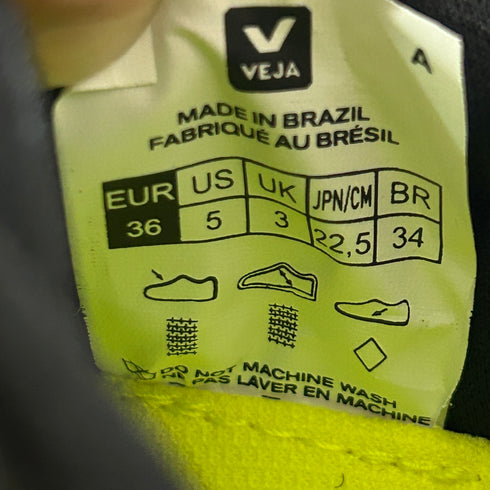 VEJA
A
MADE IN BRAZIL
FABRIQUÉ AU BRÉSIL
EUR US UK JPN/CM BR
36 5 3 22,5 34
DO NOT MACHINE WASH
NE PAS LAVER EN MACHINE